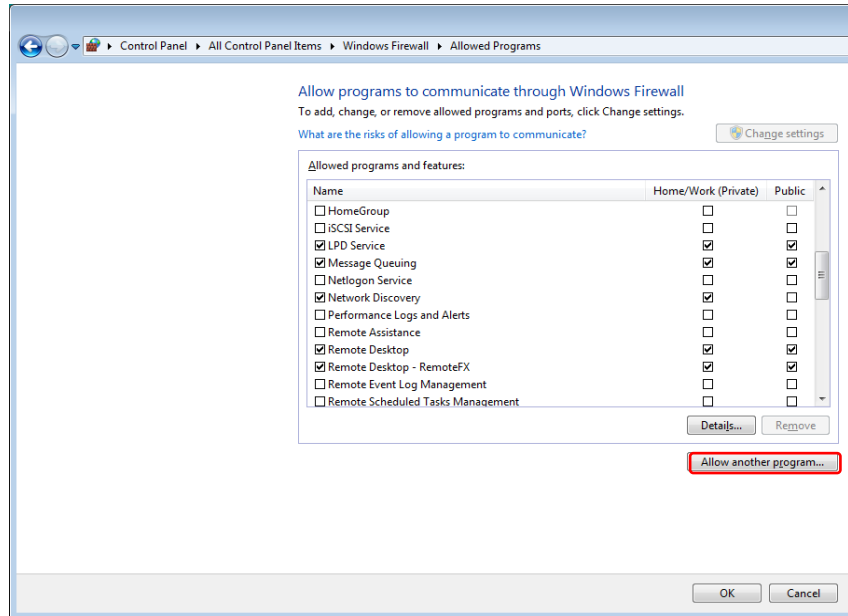 Control Panel ▸ All Control Panel Items ▸ Windows Firewall ▸ Allowed Programs
Allow programs to communicate through Windows Firewall
To add, change, or remove allowed programs and ports, click Change settings.
What are the risks of allowing a program to communicate?
Change settings
Allowed programs and features:
Name Home/Work (Private) Public
HomeGroup
iSCSI Service
LPD Service
Message Queuing
Netlogon Service
Network Discovery
Performance Logs and Alerts
Remote Assistance
Remote Desktop
Remote Desktop - RemoteFX
Remote Event Log Management
Remote Scheduled Tasks Management
Details... Remove
Allow another program...
OK Cancel